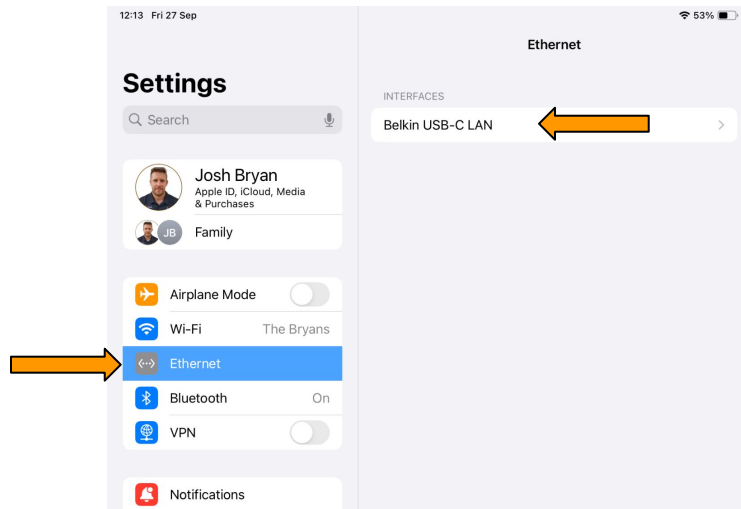 12:13 Fri 27 Sep
53%
Settings
Search
Josh Bryan
Apple ID, iCloud, Media
& Purchases
JB
Family
Airplane Mode
Wi-Fi The Bryans
Ethernet
Bluetooth On
VPN
Notifications
Ethernet
INTERFACES
Belkin USB-C LAN